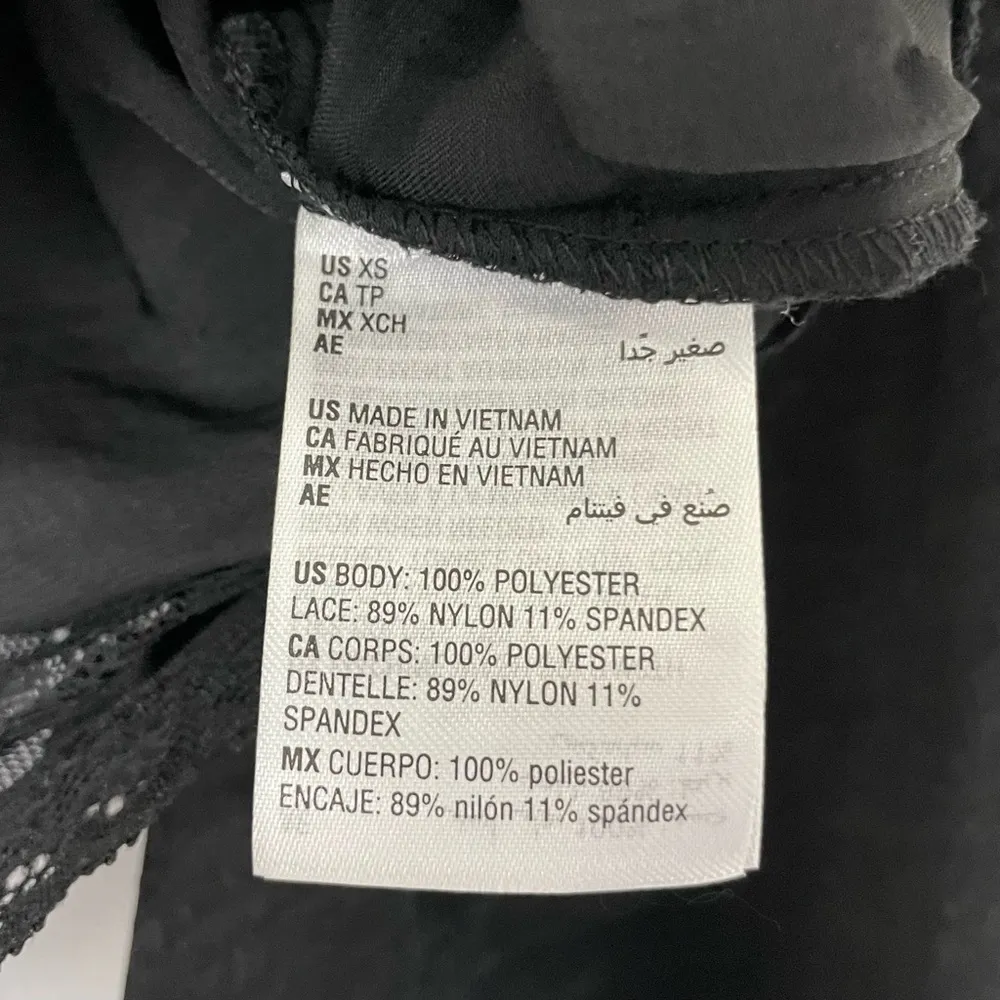 US XS
CA TP
MX XCH
AE صغير جدًا
US MADE IN VIETNAM
CA FABRIQUÉ AU VIETNAM
MX HECHO EN VIETNAM
AE صُنع في فيتنام
US BODY: 100% POLYESTER
LACE: 89% NYLON 11% SPANDEX
CA CORPS: 100% POLYESTER
DENTELLE: 89% NYLON 11%
SPANDEX
MX CUERPO: 100% poliester
ENCAJE: 89% nilón 11% spándex